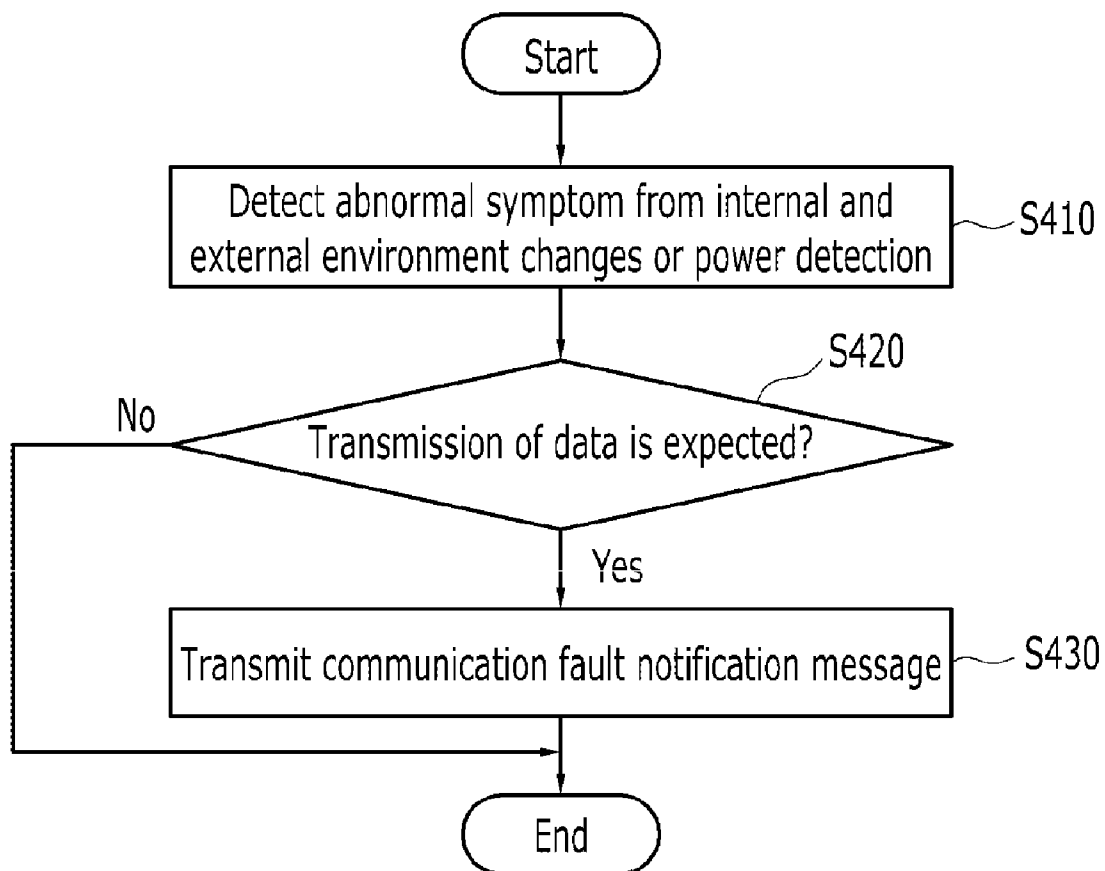 Start
Detect abnormal symptom from internal and
external environment changes or power detection
S410
S420
No
Transmission of data is expected?
Yes
Transmit communication fault notification message
S430
End